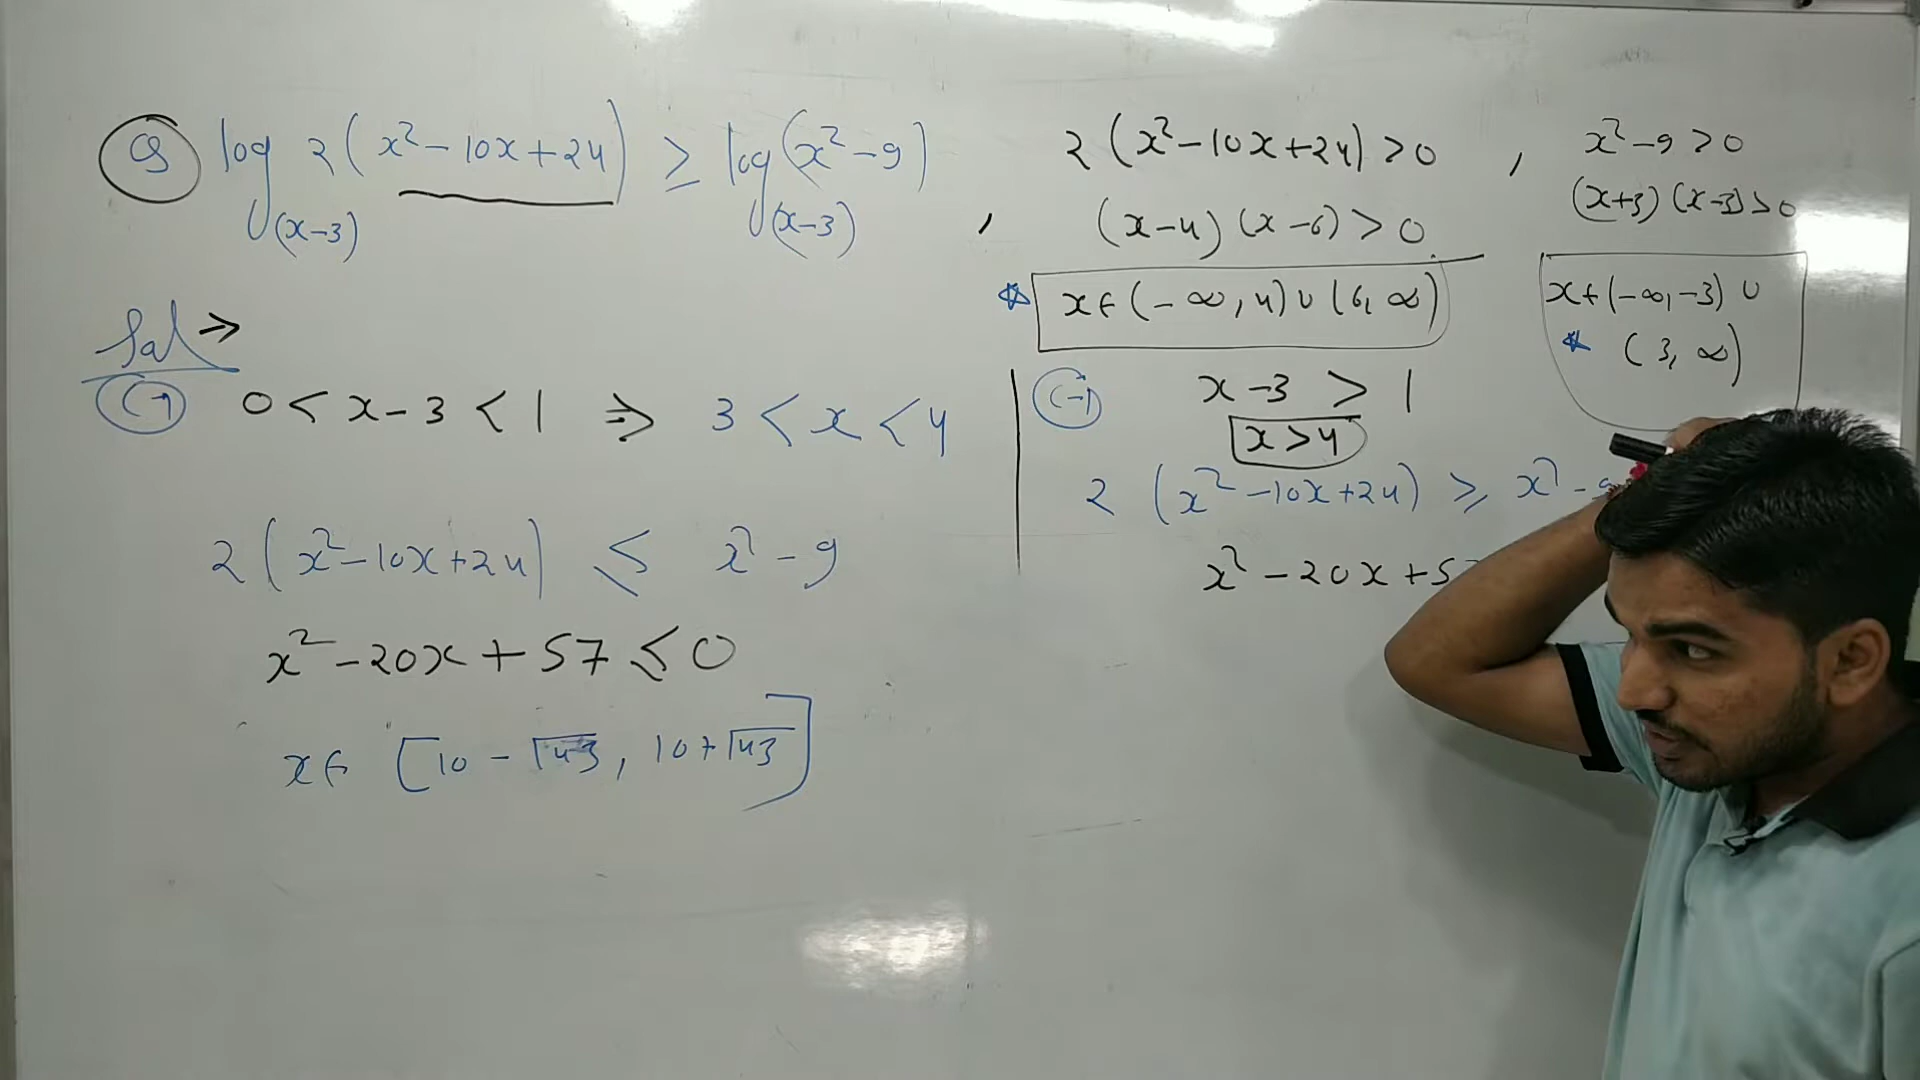 Q log_(x-3) 2(x²-10x+24) ≥ log_(x-3) (x²-9),
2(x²-10x+24)>0, x²-9>0
(x-4)(x-6)>0 (x+3)(x-3)>0
x∈(-∞,4)∪(6,∞) x∈(-∞,-3)∪
(3,∞)
Sol →
C-I 0<x-3<1 ⇒ 3<x<4
2(x²-10x+24) ≤ x²-9
x²-20x+57≤0
x∈ [10-√43, 10+√43]
C-II x-3 > 1
x>4
2(x²-10x+24) ≥ x²-9
x²-20x+5